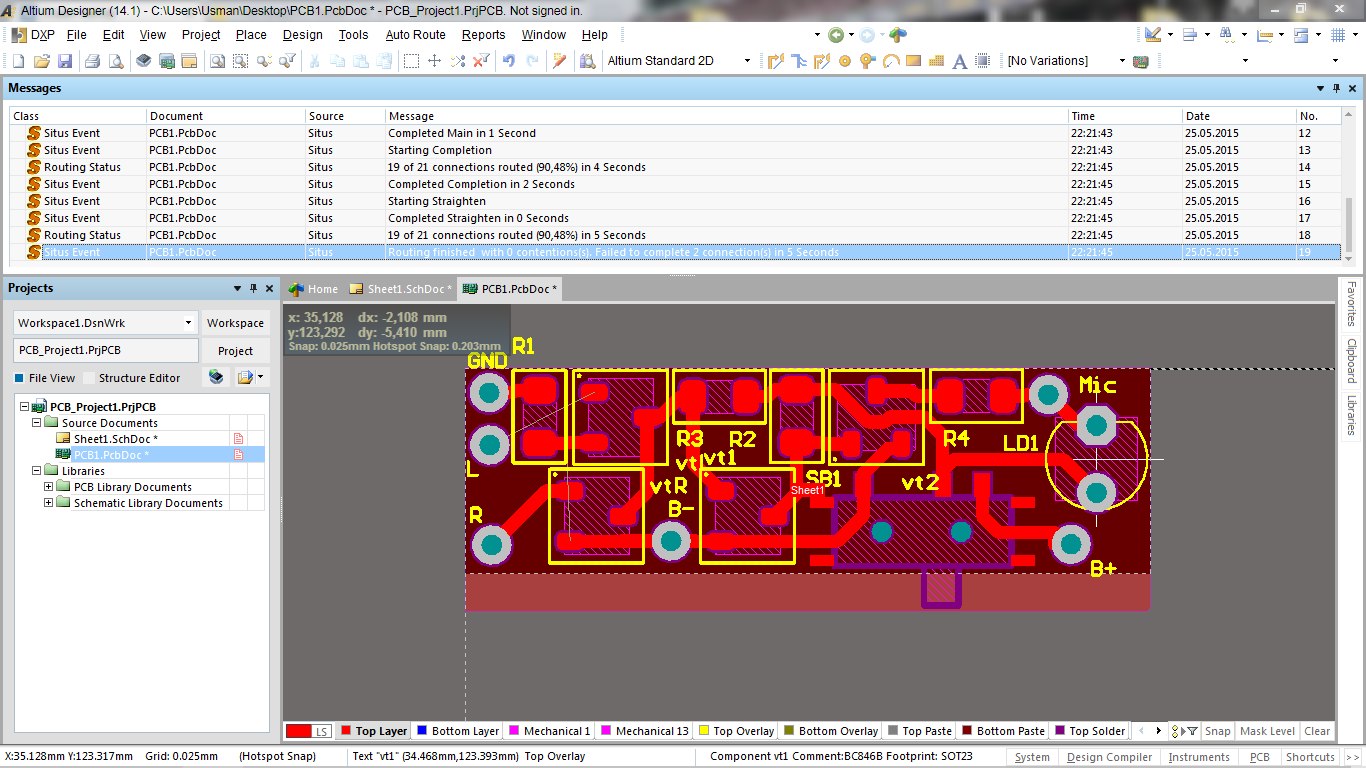 Altium Designer (14.1) - C:\Users\Usman\Desktop\PCB1.PcbDoc * - PCB_Project1.PrjPCB. Not signed in.
DXP File Edit View Project Place Design Tools Auto Route Reports Window Help
Altium Standard 2D [No Variations]
Messages
Class Document Source Message Time Date No.
Situs Event PCB1.PcbDoc Situs Completed Main in 1 Second 22:21:43 25.05.2015 12
Situs Event PCB1.PcbDoc Situs Starting Completion 22:21:43 25.05.2015 13
Routing Status PCB1.PcbDoc Situs 19 of 21 connections routed (90,48%) in 4 Seconds 22:21:45 25.05.2015 14
Situs Event PCB1.PcbDoc Situs Completed Completion in 2 Seconds 22:21:45 25.05.2015 15
Situs Event PCB1.PcbDoc Situs Starting Straighten 22:21:45 25.05.2015 16
Situs Event PCB1.PcbDoc Situs Completed Straighten in 0 Seconds 22:21:45 25.05.2015 17
Routing Status PCB1.PcbDoc Situs 19 of 21 connections routed (90,48%) in 5 Seconds 22:21:45 25.05.2015 18
Situs Event PCB1.PcbDoc Situs Routing finished with 0 contentions(s). Failed to complete 2 connection(s) in 5 Seconds 22:21:45 25.05.2015 19
Projects
Workspace1.DsnWrk Workspace
PCB_Project1.PrjPCB Project
File View Structure Editor
PCB_Project1.PrjPCB
Source Documents
Sheet1.SchDoc *
PCB1.PcbDoc *
Libraries
PCB Library Documents
Schematic Library Documents
Home Sheet1.SchDoc * PCB1.PcbDoc *
x: 35,128 dx: -2,108 mm
y:123,292 dy: -5,410 mm
Snap: 0.025mm Hotspot Snap: 0.203mm
GND R1
Mic
R3 R2 R4 LD1
L
vt1
SB1 vt2
vtR
Sheet1
R
B-
B+
Favorites
Clipboard
Libraries
LS Top Layer Bottom Layer Mechanical 1 Mechanical 13 Top Overlay Bottom Overlay Top Paste Bottom Paste Top Solder Snap Mask Level Clear
X:35.128mm Y:123.317mm Grid: 0.025mm (Hotspot Snap) Text "vt1" (34.468mm,123.393mm) Top Overlay Component vt1 Comment:BC846B Footprint: SOT23 System Design Compiler Instruments PCB Shortcuts >>